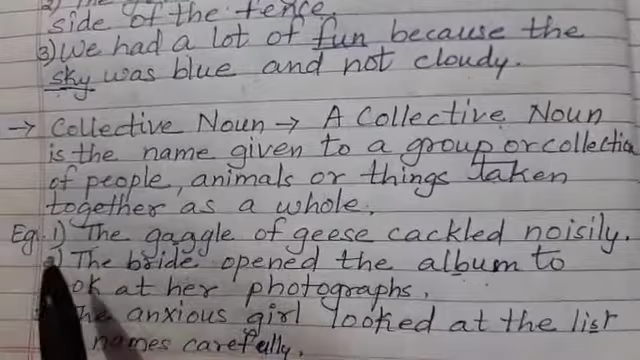 side of the fence.
3) We had a lot of fun because the
sky was blue and not cloudy.
→ Collective Noun → A Collective Noun
is the name given to a group or collection
of people, animals or things taken
together as a whole.
Eg. 1) The gaggle of geese cackled noisily.
2) The bride opened the album to
ok at her photographs.
The anxious girl looked at the list
names carefully.